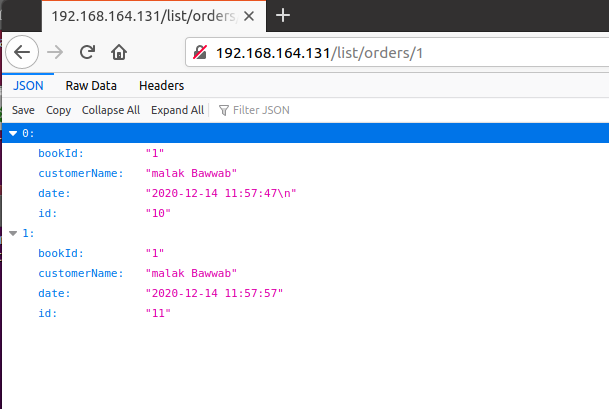 192.168.164.131/list/orders
192.168.164.131/list/orders/1
JSON Raw Data Headers
Save Copy Collapse All Expand All Filter JSON
0:
bookId: "1"
customerName: "malak Bawwab"
date: "2020-12-14 11:57:47\n"
id: "10"
1:
bookId: "1"
customerName: "malak Bawwab"
date: "2020-12-14 11:57:57"
id: "11"